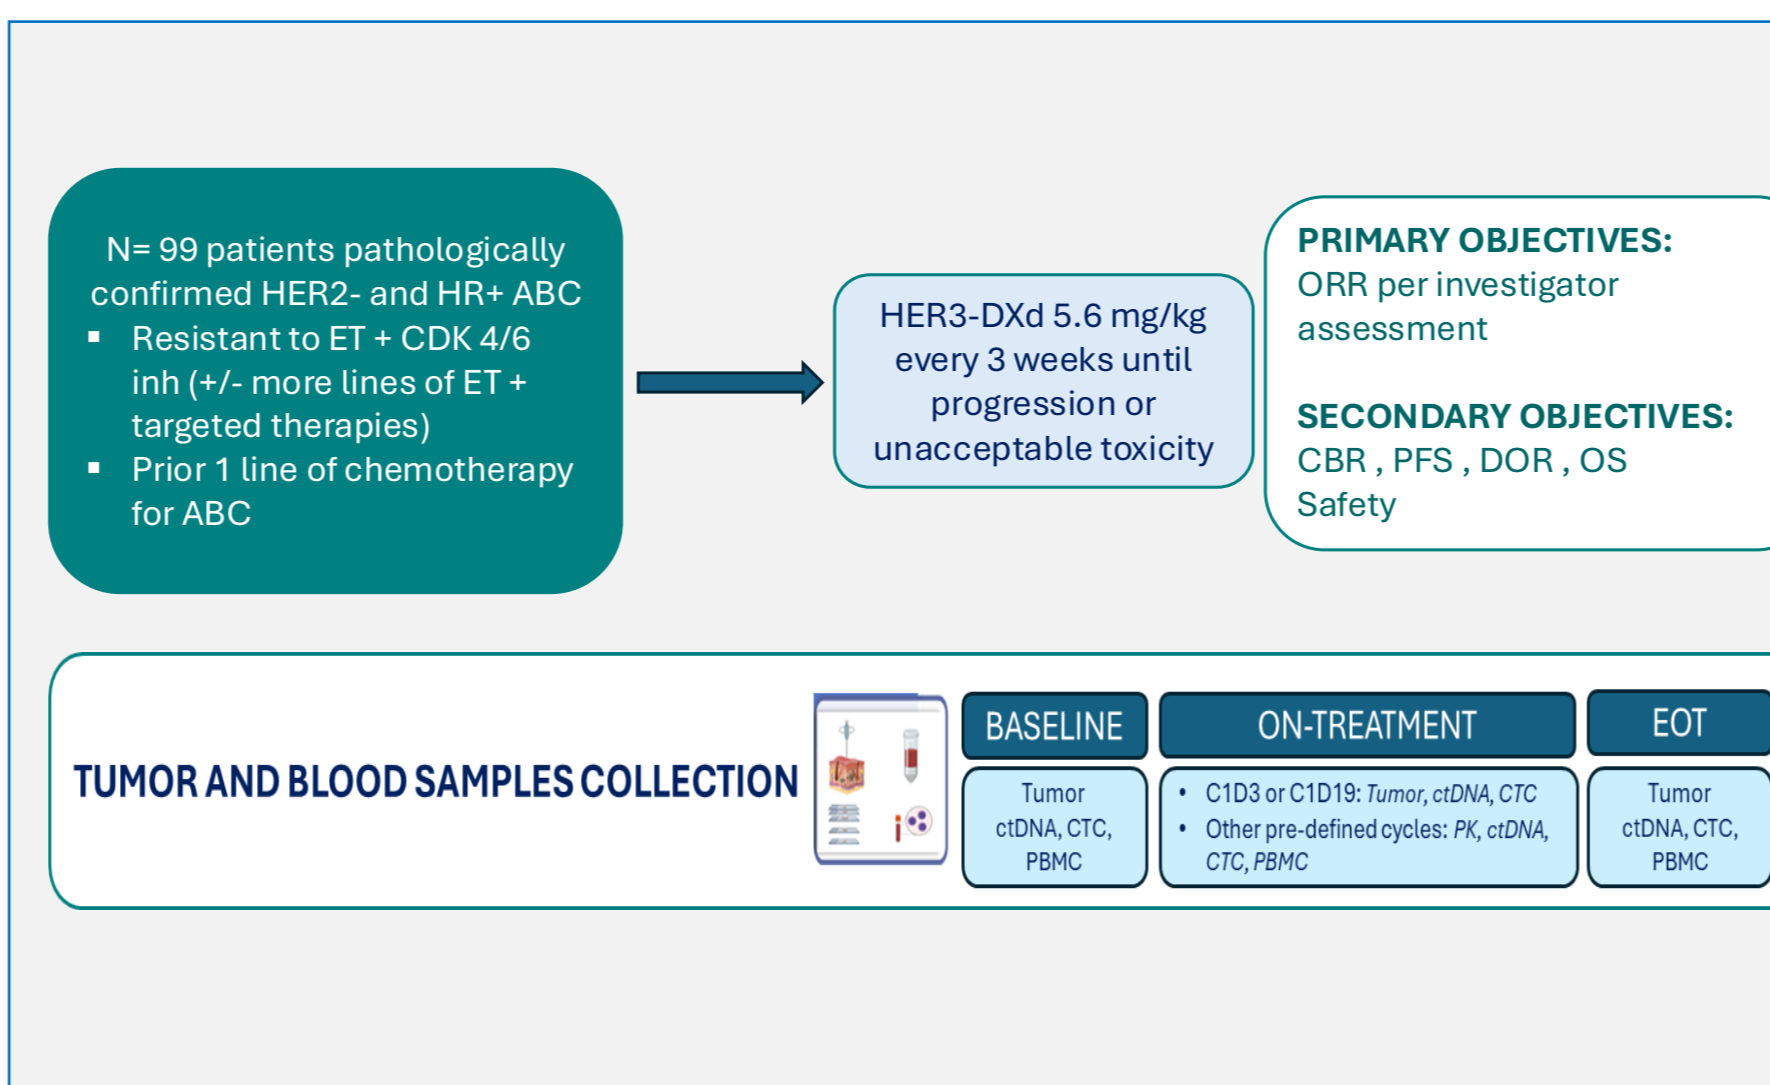 N= 99 patients pathologically
confirmed HER2- and HR+ ABC
▪ Resistant to ET + CDK 4/6
inh (+/- more lines of ET +
targeted therapies)
▪ Prior 1 line of chemotherapy
for ABC
HER3-DXd 5.6 mg/kg
every 3 weeks until
progression or
unacceptable toxicity
PRIMARY OBJECTIVES:
ORR per investigator
assessment
SECONDARY OBJECTIVES:
CBR , PFS , DOR , OS
Safety
TUMOR AND BLOOD SAMPLES COLLECTION
BASELINE
Tumor
ctDNA, CTC,
PBMC
ON-TREATMENT
• C1D3 or C1D19: Tumor, ctDNA, CTC
• Other pre-defined cycles: PK, ctDNA,
CTC, PBMC
EOT
Tumor
ctDNA, CTC,
PBMC